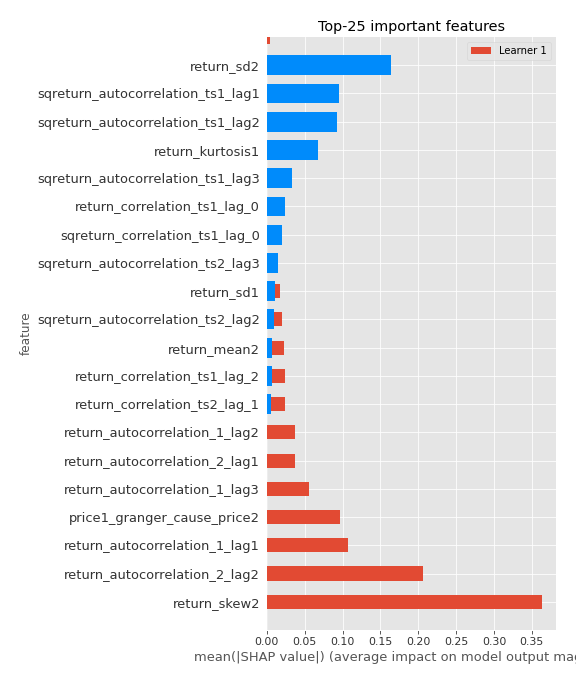 Top-25 important features
Learner 1
return_sd2
sqreturn_autocorrelation_ts1_lag1
sqreturn_autocorrelation_ts1_lag2
return_kurtosis1
sqreturn_autocorrelation_ts1_lag3
return_correlation_ts1_lag_0
sqreturn_correlation_ts1_lag_0
sqreturn_autocorrelation_ts2_lag3
return_sd1
sqreturn_autocorrelation_ts2_lag2
return_mean2
return_correlation_ts1_lag_2
return_correlation_ts2_lag_1
return_autocorrelation_1_lag2
return_autocorrelation_2_lag1
return_autocorrelation_1_lag3
price1_granger_cause_price2
return_autocorrelation_1_lag1
return_autocorrelation_2_lag2
return_skew2
feature
0.00 0.05 0.10 0.15 0.20 0.25 0.30 0.35
mean(|SHAP value|) (average impact on model output mag